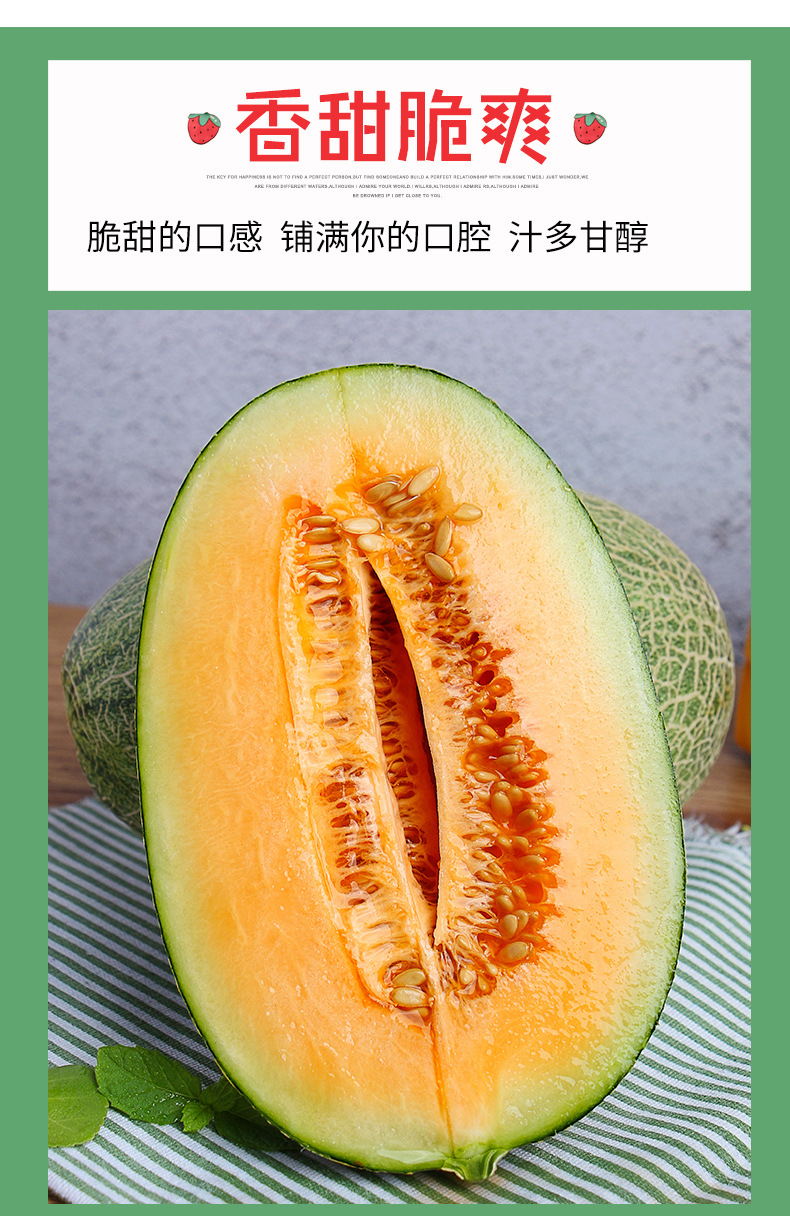 香甜脆爽
THE KEY FOR HAPPINESS IS NOT TO FIND A PERFECT PERSON,BUT FIND SOMEONEAND BUILD A PERFECT RELATIONSHIP WITH HIM.SOME TIMES,I JUST WONDER,WE
ARE FROM DIFFERENT WATERS.ALTHOUGH I ADMIRE YOUR WORLD.I WILLRS,ALTHOUGH I ADMIRE RS,ALTHOUGH I ADMIRE
BE DROWNED IF I GET CLOSE TO YOU.
脆甜的口感 铺满你的口腔 汁多甘醇